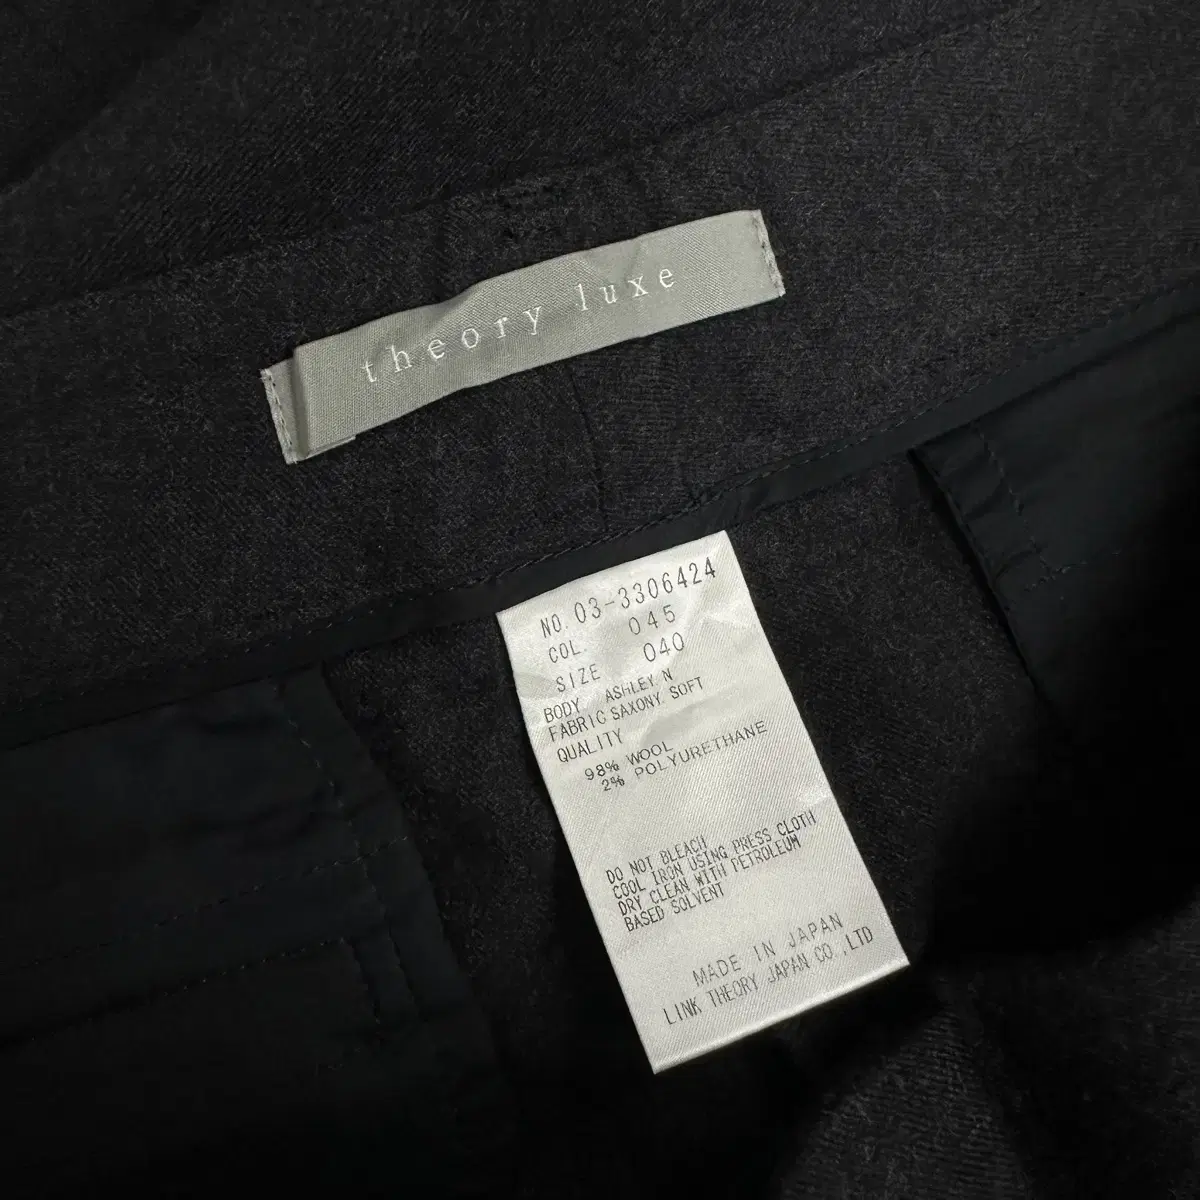 theory luxe
NO. 03-3306424
COL. 045
SIZE 040
BODY ASHLEY N
FABRIC SAXONY SOFT
QUALITY
98% WOOL
2% POLYURETHANE
DO NOT BLEACH
COOL IRON USING PRESS CLOTH
DRY CLEAN WITH PETROLEUM
BASED SOLVENT
MADE IN JAPAN
LINK THEORY JAPAN CO.,LTD